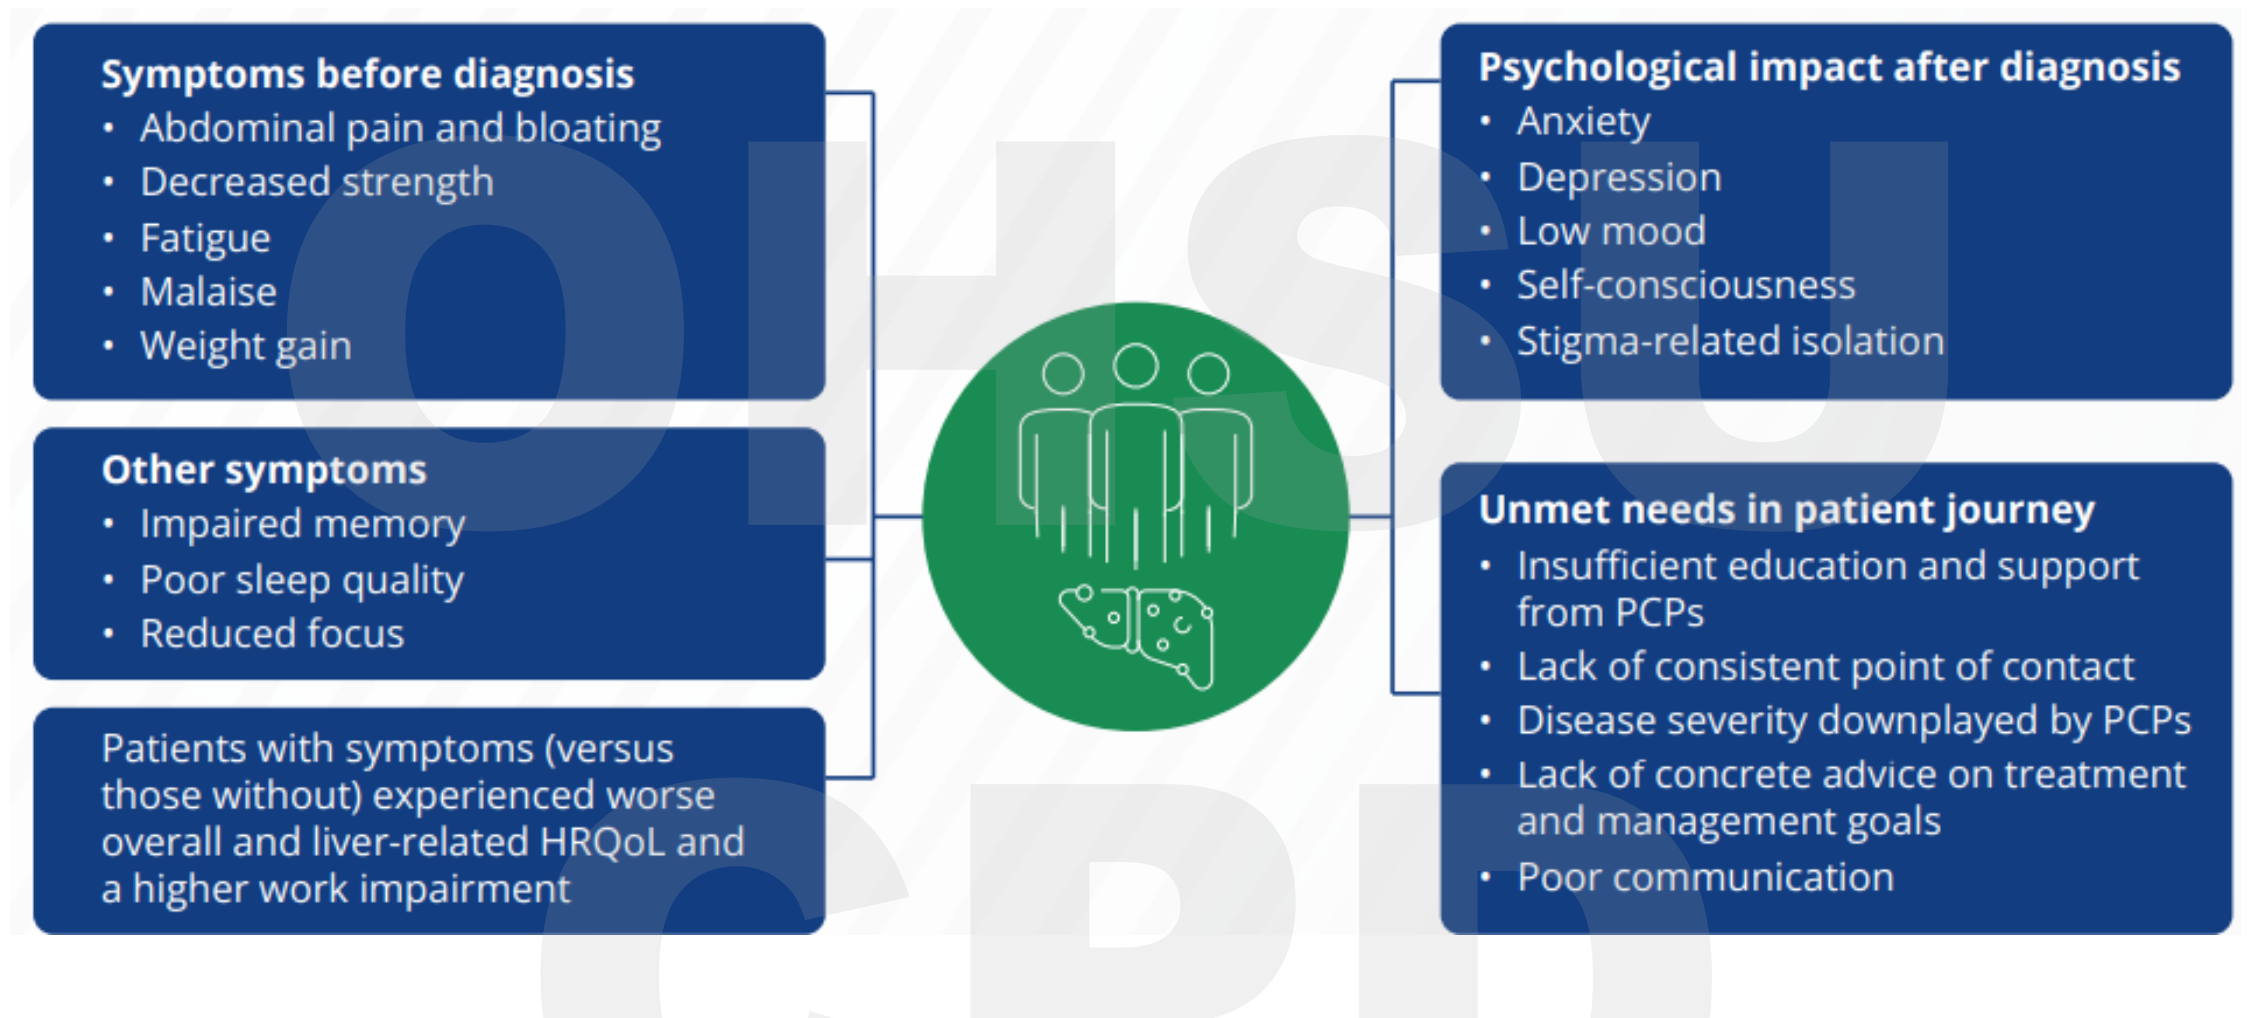 Symptoms before diagnosis
• Abdominal pain and bloating
• Decreased strength
• Fatigue
• Malaise
• Weight gain
Other symptoms
• Impaired memory
• Poor sleep quality
• Reduced focus
Patients with symptoms (versus
those without) experienced worse
overall and liver-related HRQoL and
a higher work impairment
Psychological impact after diagnosis
• Anxiety
• Depression
• Low mood
• Self-consciousness
• Stigma-related isolation
Unmet needs in patient journey
• Insufficient education and support
from PCPs
• Lack of consistent point of contact
• Disease severity downplayed by PCPs
• Lack of concrete advice on treatment
and management goals
• Poor communication
OHSU
CPD